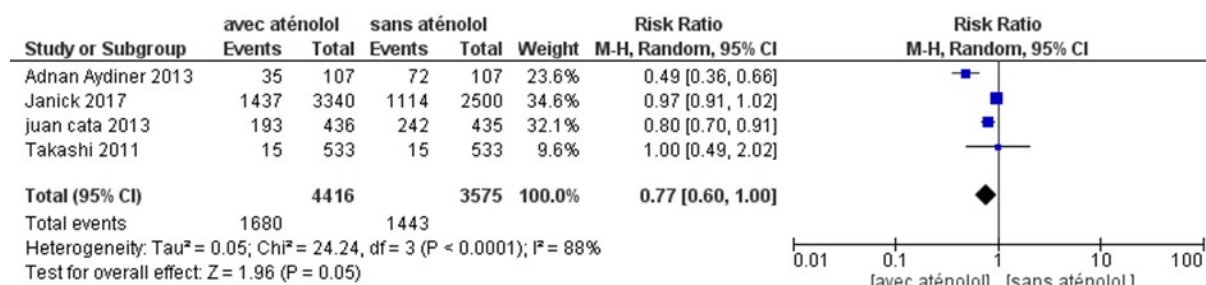 avec aténolol sans aténolol Risk Ratio Risk Ratio
Study or Subgroup Events Total Events Total Weight M-H, Random, 95% CI M-H, Random, 95% CI
Adnan Aydiner 2013 35 107 72 107 23.6% 0.49 [0.36, 0.66]
Janick 2017 1437 3340 1114 2500 34.6% 0.97 [0.91, 1.02]
juan cata 2013 193 436 242 435 32.1% 0.80 [0.70, 0.91]
Takashi 2011 15 533 15 533 9.6% 1.00 [0.49, 2.02]
Total (95% CI) 4416 3575 100.0% 0.77 [0.60, 1.00]
Total events 1680 1443
Heterogeneity: Tau² = 0.05; Chi² = 24.24, df = 3 (P < 0.0001); I² = 88%
Test for overall effect: Z = 1.96 (P = 0.05)
0.01 0.1 1 10 100
[avec aténolol] [sans aténolol]